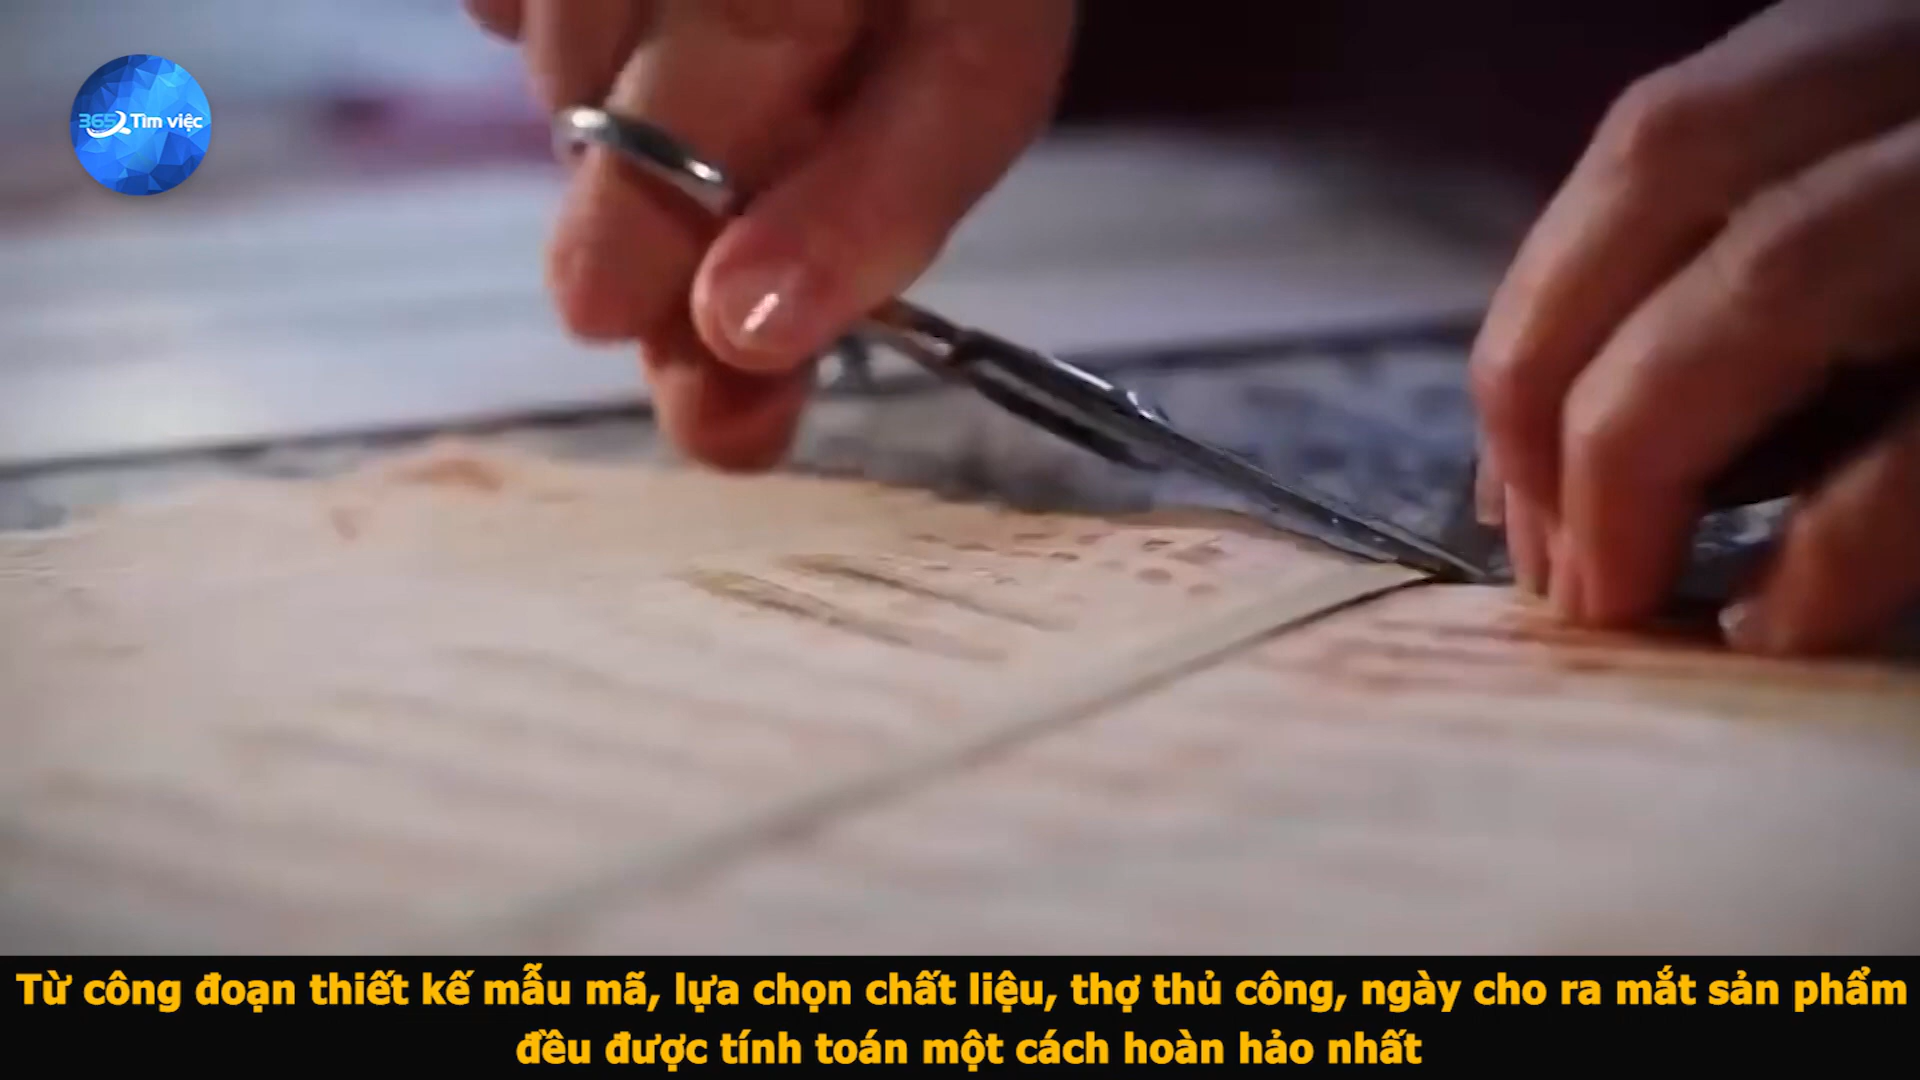 365 Tìm việc
Từ công đoạn thiết kế mẫu mã, lựa chọn chất liệu, thợ thủ công, ngày cho ra mắt sản phẩm
đều được tính toán một cách hoàn hảo nhất